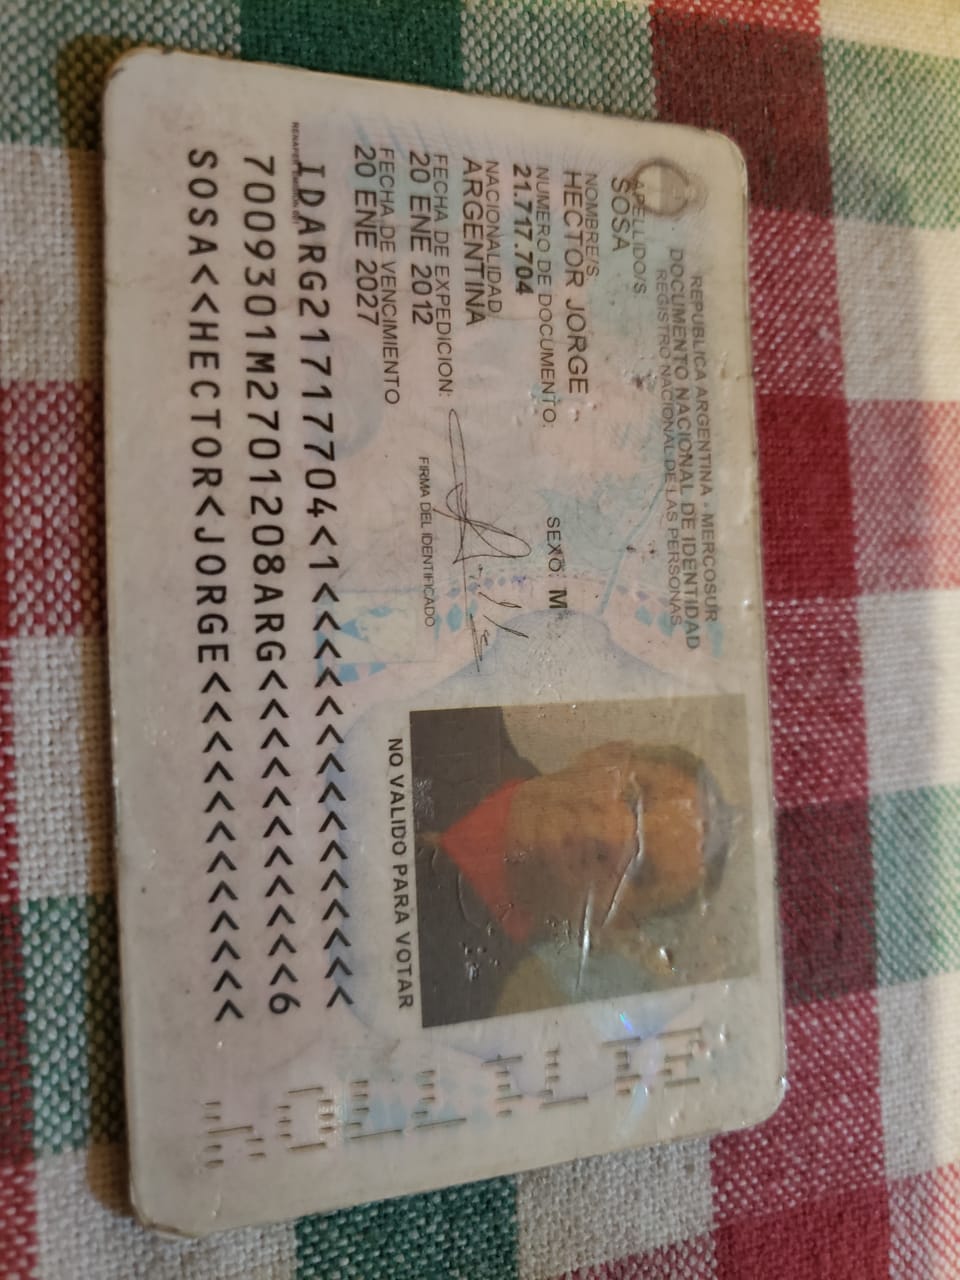 REPUBLICA ARGENTINA - MERCOSUR
DOCUMENTO NACIONAL DE IDENTIDAD
REGISTRO NACIONAL DE LAS PERSONAS
APELLIDO/S
SOSA
NOMBRE/S:
HECTOR JORGE
NUMERO DE DOCUMENTO:
21.717.704
SEXO: M
NACIONALIDAD:
ARGENTINA
FECHA DE EXPEDICION:
20 ENE 2012
FIRMA DEL IDENTIFICADO
FECHA DE VENCIMIENTO
20 ENE 2027
NO VALIDO PARA VOTAR
IDARG21717704<1<<<<<<<<<<<<<<<
7009301M2701208ARG<<<<<<<<<<<6
SOSA<<HECTOR<JORGE<<<<<<<<<<<<